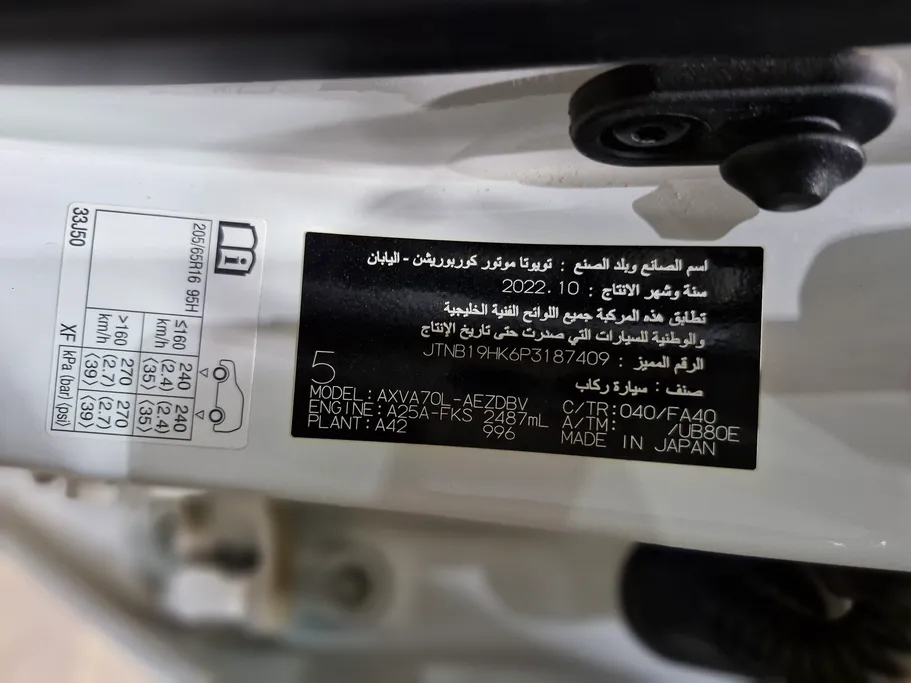 اسم الصانع وبلد الصنع : تويوتا موتور كوربوريشن - اليابان
سنة وشهر الانتاج : 2022.10
تطابق هذه المركبة جميع اللوائح الفنية الخليجية
والوطنية للسيارات التي صدرت حتى تاريخ الإنتاج
الرقم المميز : JTNB19HK6P3187409
صنف : سيارة ركاب
5
MODEL:AXVA70L-AEZDBV C/TR:040/FA40
ENGINE:A25A-FKS 2487mL A/TM: /UB80E
PLANT:A42 996 MADE IN JAPAN
205/65R16 95H
≤160 km/h 240 (2.4) ⟨35⟩ 240 (2.4) ⟨35⟩
>160 km/h 270 (2.7) ⟨39⟩ 270 (2.7) ⟨39⟩
XF kPa (bar) ⟨psi⟩
33J50